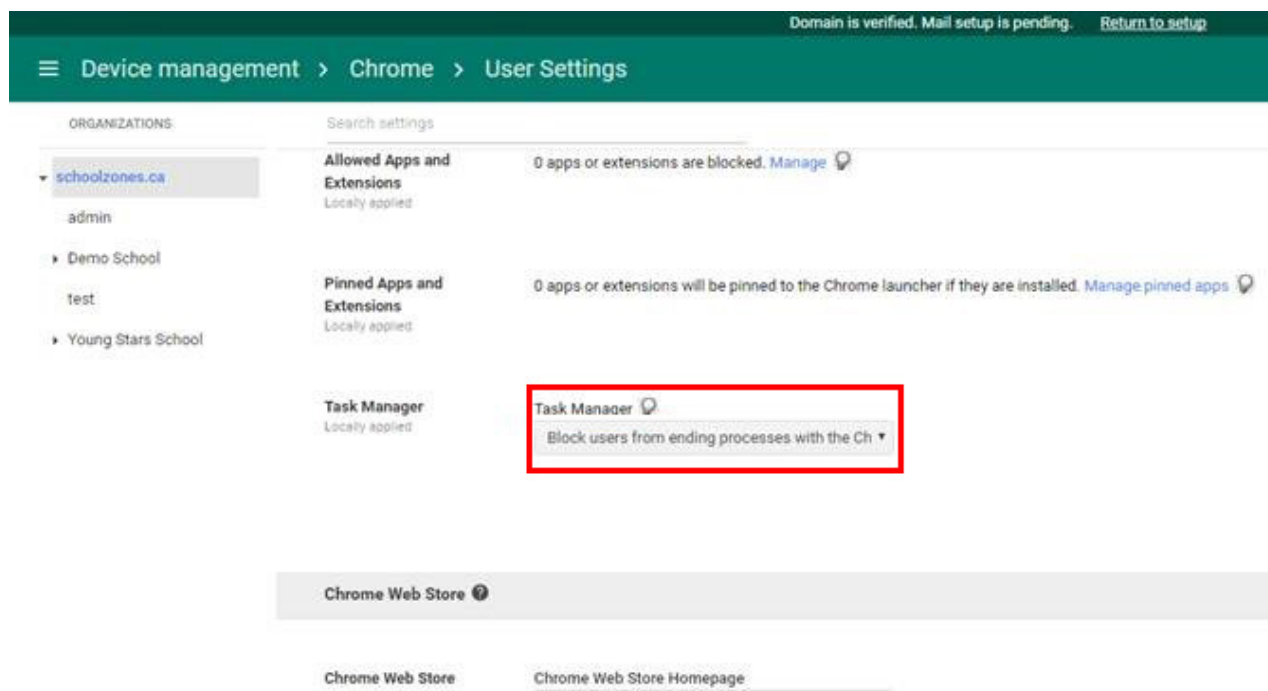 Domain is verified. Mail setup is pending. Return to setup
Device management > Chrome > User Settings
ORGANIZATIONS
Search settings
schoolzones.ca
admin
Demo School
test
Young Stars School
Allowed Apps and
Extensions
Locally applied
0 apps or extensions are blocked. Manage
Pinned Apps and
Extensions
Locally applied
0 apps or extensions will be pinned to the Chrome launcher if they are installed. Manage pinned apps
Task Manager
Locally applied
Task Manager
Block users from ending processes with the Ch
Chrome Web Store
Chrome Web Store
Chrome Web Store Homepage